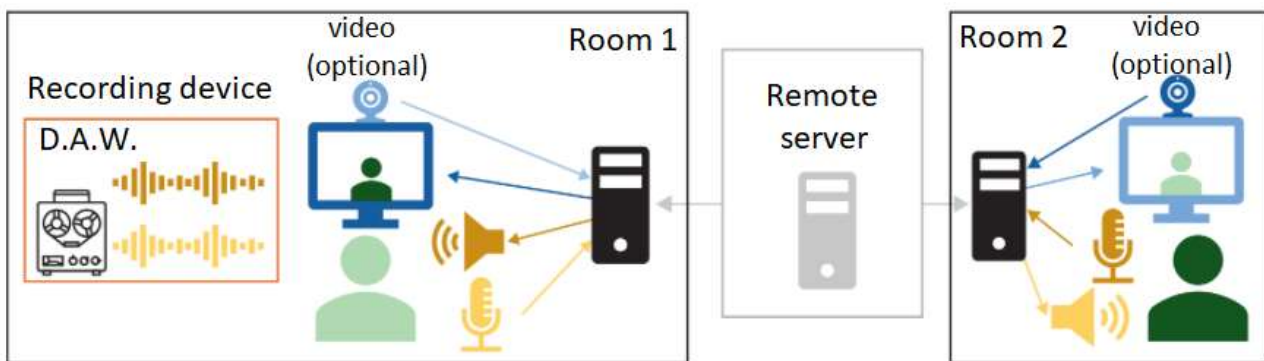 video
(optional)
Room 1
Recording device
D.A.W.
Remote
server
Room 2
video
(optional)